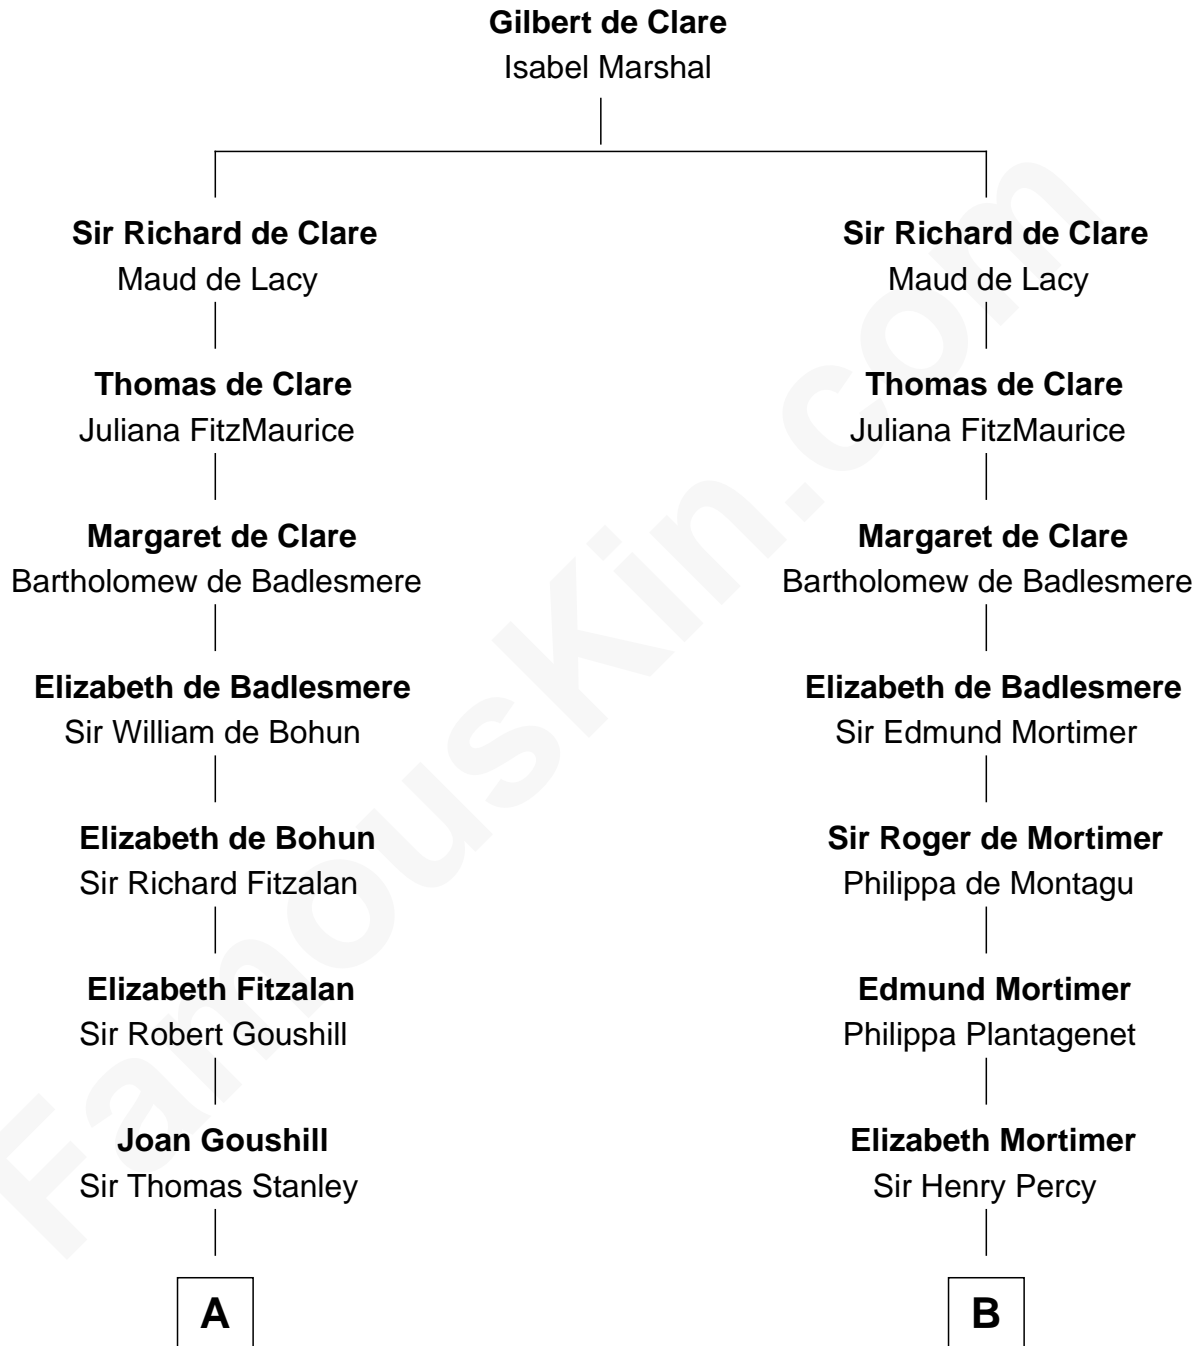 Gilbert de Clare
Isabel Marshal
Sir Richard de Clare
Maud de Lacy
Thomas de Clare
Juliana FitzMaurice
Margaret de Clare
Bartholomew de Badlesmere
Elizabeth de Badlesmere
Sir William de Bohun
Elizabeth de Bohun
Sir Richard Fitzalan
Elizabeth Fitzalan
Sir Robert Goushill
Joan Goushill
Sir Thomas Stanley
A
Sir Richard de Clare
Maud de Lacy
Thomas de Clare
Juliana FitzMaurice
Margaret de Clare
Bartholomew de Badlesmere
Elizabeth de Badlesmere
Sir Edmund Mortimer
Sir Roger de Mortimer
Philippa de Montagu
Edmund Mortimer
Philippa Plantagenet
Elizabeth Mortimer
Sir Henry Percy
B
FamousKin.com